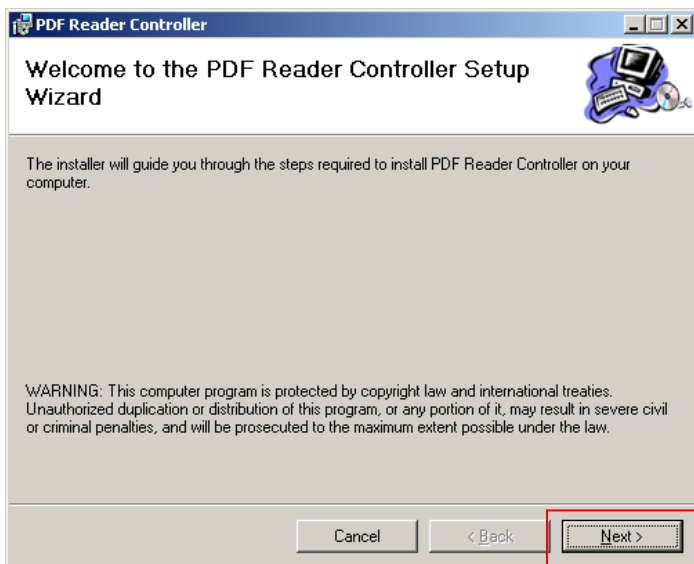 PDF Reader Controller
Welcome to the PDF Reader Controller Setup
Wizard
The installer will guide you through the steps required to install PDF Reader Controller on your
computer.
WARNING: This computer program is protected by copyright law and international treaties.
Unauthorized duplication or distribution of this program, or any portion of it, may result in severe civil
or criminal penalties, and will be prosecuted to the maximum extent possible under the law.
Cancel < Back Next >